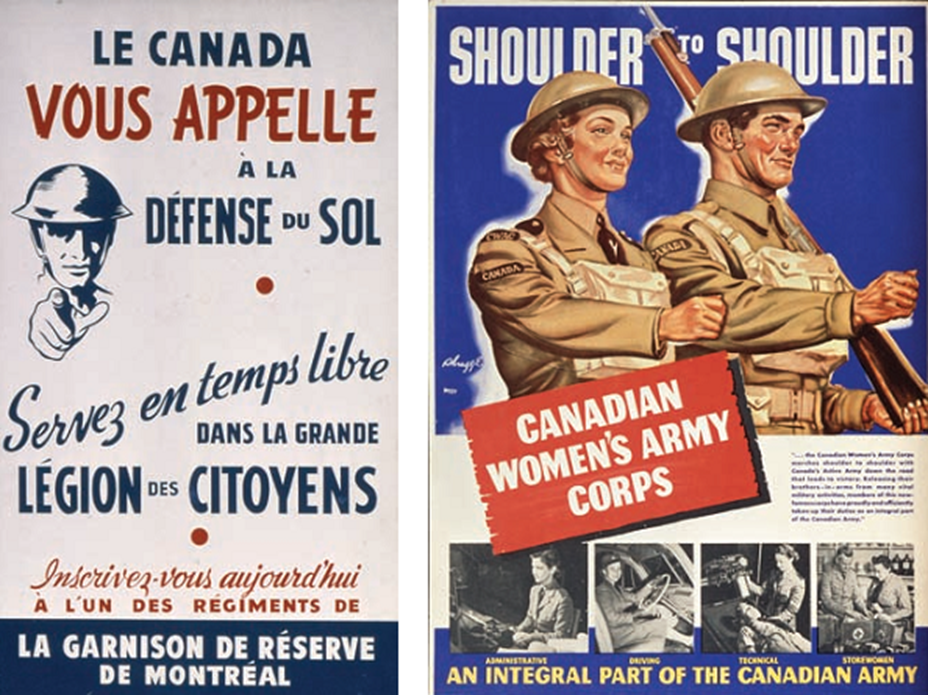 LE CANADA
VOUS APPELLE
À LA
DÉFENSE DU SOL
Servez en temps libre
DANS LA GRANDE
LÉGION DES CITOYENS
Inscrivez-vous aujourd'hui
À L'UN DES RÉGIMENTS DE
LA GARNISON DE RÉSERVE
DE MONTRÉAL
SHOULDER TO SHOULDER
CWAC
CANADA
CANADA
CANADIAN
WOMEN'S ARMY
CORPS
"....the Canadian Women's Army Corps
marches shoulder to shoulder with
Canada's Active Army down the road
that leads to victory. Releasing their
brothers-in-arms from many vital
military activities, members of this new-
have proudly and efficiently
taken up their duties as an integral part
of the Canadian Army."
ADMINISTRATIVE
DRIVING
TECHNICAL
STOREWOMEN
AN INTEGRAL PART OF THE CANADIAN ARMY